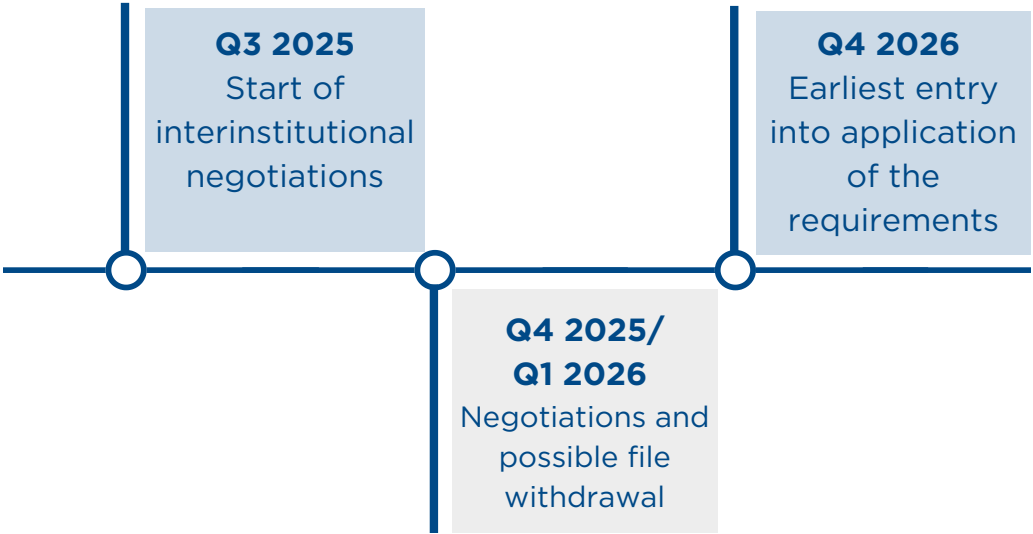 Q3 2025
Start of
interinstitutional
negotiations
Q4 2025/
Q1 2026
Negotiations and
possible file
withdrawal
Q4 2026
Earliest entry
into application
of the
requirements